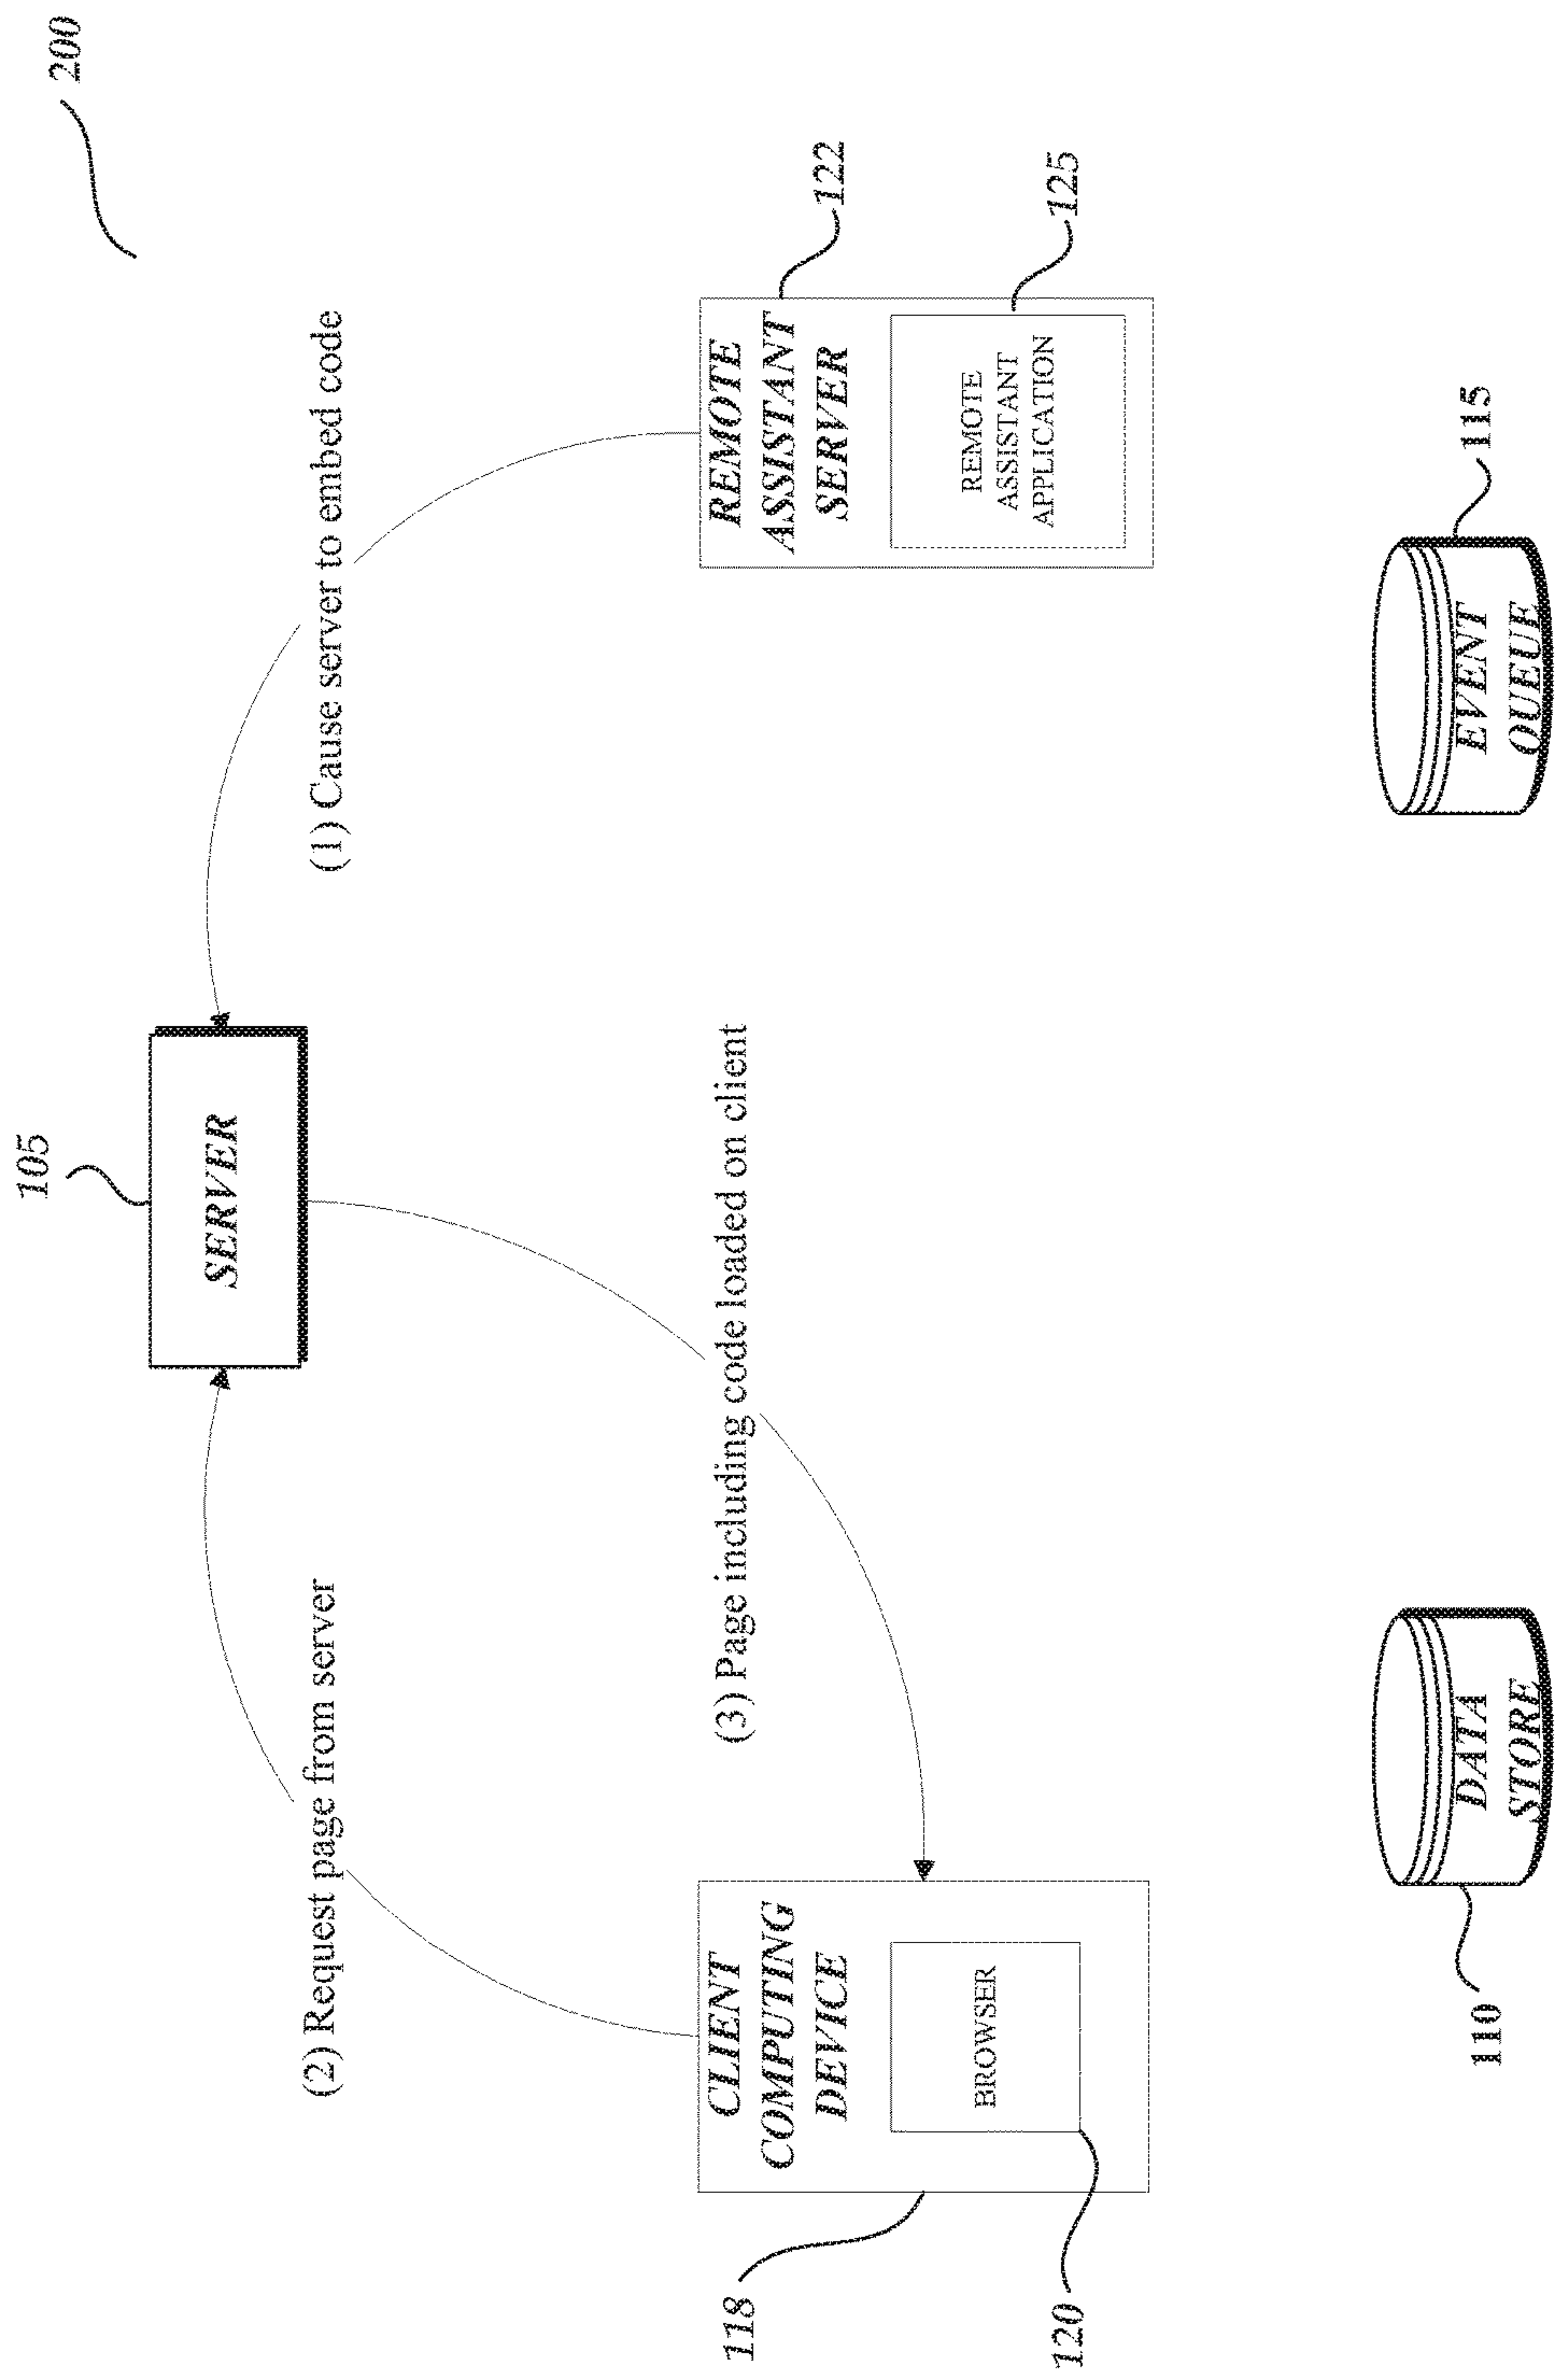 200
105
SERVER
(2) Request page from server
(1) Cause server to embed code
CLIENT
COMPUTING
DEVICE
BROWSER
118
120
(3) Page including code loaded on client
REMOTE
ASSISTANT
SERVER
REMOTE
ASSISTANT
APPLICATION
122
125
DATA
STORE
110
EVENT
QUEUE
115